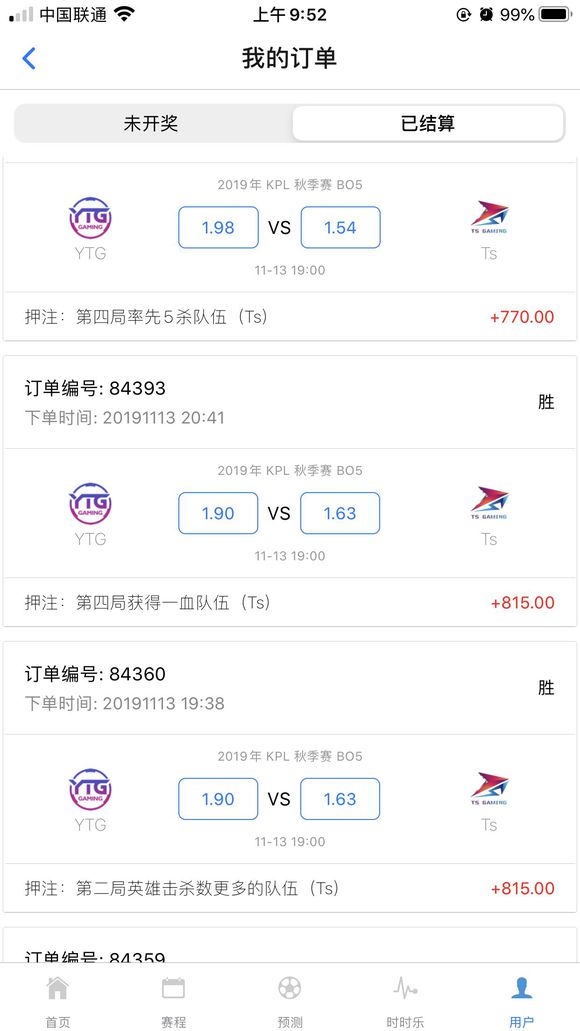 中国联通 上午9:52 99%
我的订单
未开奖 已结算
2019年 KPL 秋季赛 BO5
YTG GAMING 1.98 VS 1.54 TS GAMING
YTG Ts
11-13 19:00
押注：第四局率先5杀队伍（Ts） +770.00
订单编号: 84393
胜
下单时间: 20191113 20:41
2019年 KPL 秋季赛 BO5
YTG GAMING 1.90 VS 1.63 TS GAMING
YTG Ts
11-13 19:00
押注：第四局获得一血队伍（Ts） +815.00
订单编号: 84360
胜
下单时间: 20191113 19:38
2019年 KPL 秋季赛 BO5
YTG GAMING 1.90 VS 1.63 TS GAMING
YTG Ts
11-13 19:00
押注：第二局英雄击杀数更多的队伍（Ts） +815.00
订单编号: 84359
首页 赛程 预测 时时乐 用户